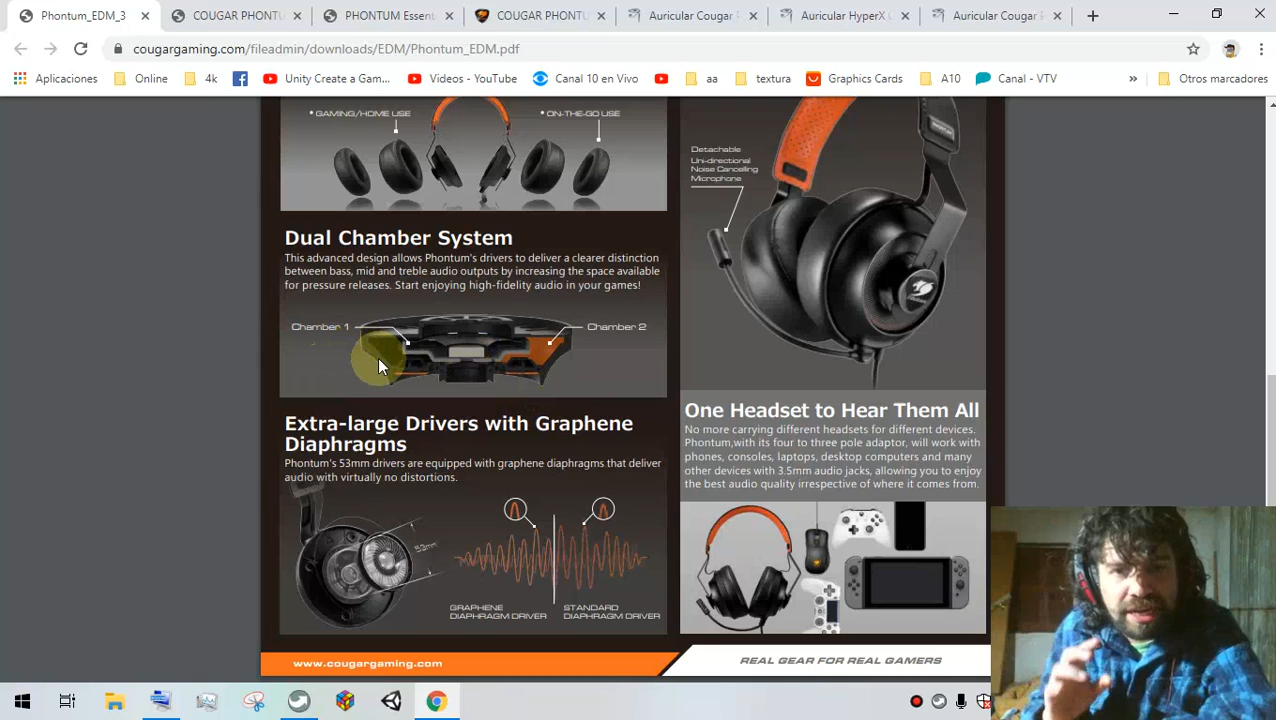 Phontum_EDM_3
COUGAR PHONTU
PHONTUM Essent
COUGAR PHONTU
Auricular Cougar
Auricular HyperX
Auricular Cougar
cougargaming.com/fileadmin/downloads/EDM/Phontum_EDM.pdf
Aplicaciones
Online
4k
Unity Create a Gam...
Videos - YouTube
Canal 10 en Vivo
aa
textura
Graphics Cards
A10
Canal - VTV
»
Otros marcadores
• GAMING/HOME USE
• ON-THE-GO USE
Dual Chamber System
This advanced design allows Phontum's drivers to deliver a clearer distinction
between bass, mid and treble audio outputs by increasing the space available
for pressure releases. Start enjoying high-fidelity audio in your games!
Chamber 1
Chamber 2
Extra-large Drivers with Graphene
Diaphragms
Phontum's 53mm drivers are equipped with graphene diaphragms that deliver
audio with virtually no distortions.
53mm
GRAPHENE
DIAPHRAGM DRIVER
STANDARD
DIAPHRAGM DRIVER
Detachable
Uni-directional
Noise Cancelling
Microphone
One Headset to Hear Them All
No more carrying different headsets for different devices.
Phontum,with its four to three pole adaptor, will work with
phones, consoles, laptops, desktop computers and many
other devices with 3.5mm audio jacks, allowing you to enjoy
the best audio quality irrespective of where it comes from.
www.cougargaming.com
REAL GEAR FOR REAL GAMERS